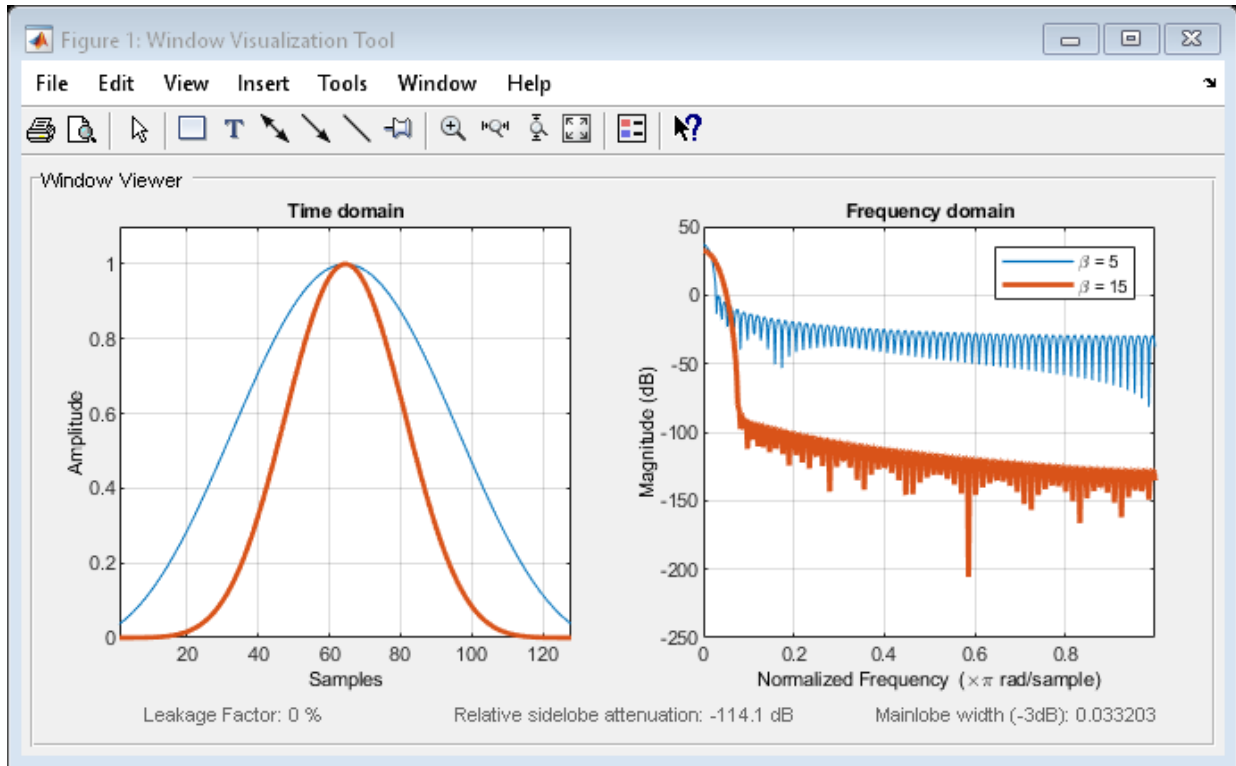 Figure 1: Window Visualization Tool
File Edit View Insert Tools Window Help
T
?
Window Viewer
Time domain
Amplitude
1
0.8
0.6
0.4
0.2
0
20 40 60 80 100 120
Samples
Frequency domain
Magnitude (dB)
50
0
-50
-100
-150
-200
-250
β = 5
β = 15
0 0.2 0.4 0.6 0.8
Normalized Frequency (×π rad/sample)
Leakage Factor: 0 % Relative sidelobe attenuation: -114.1 dB Mainlobe width (-3dB): 0.033203